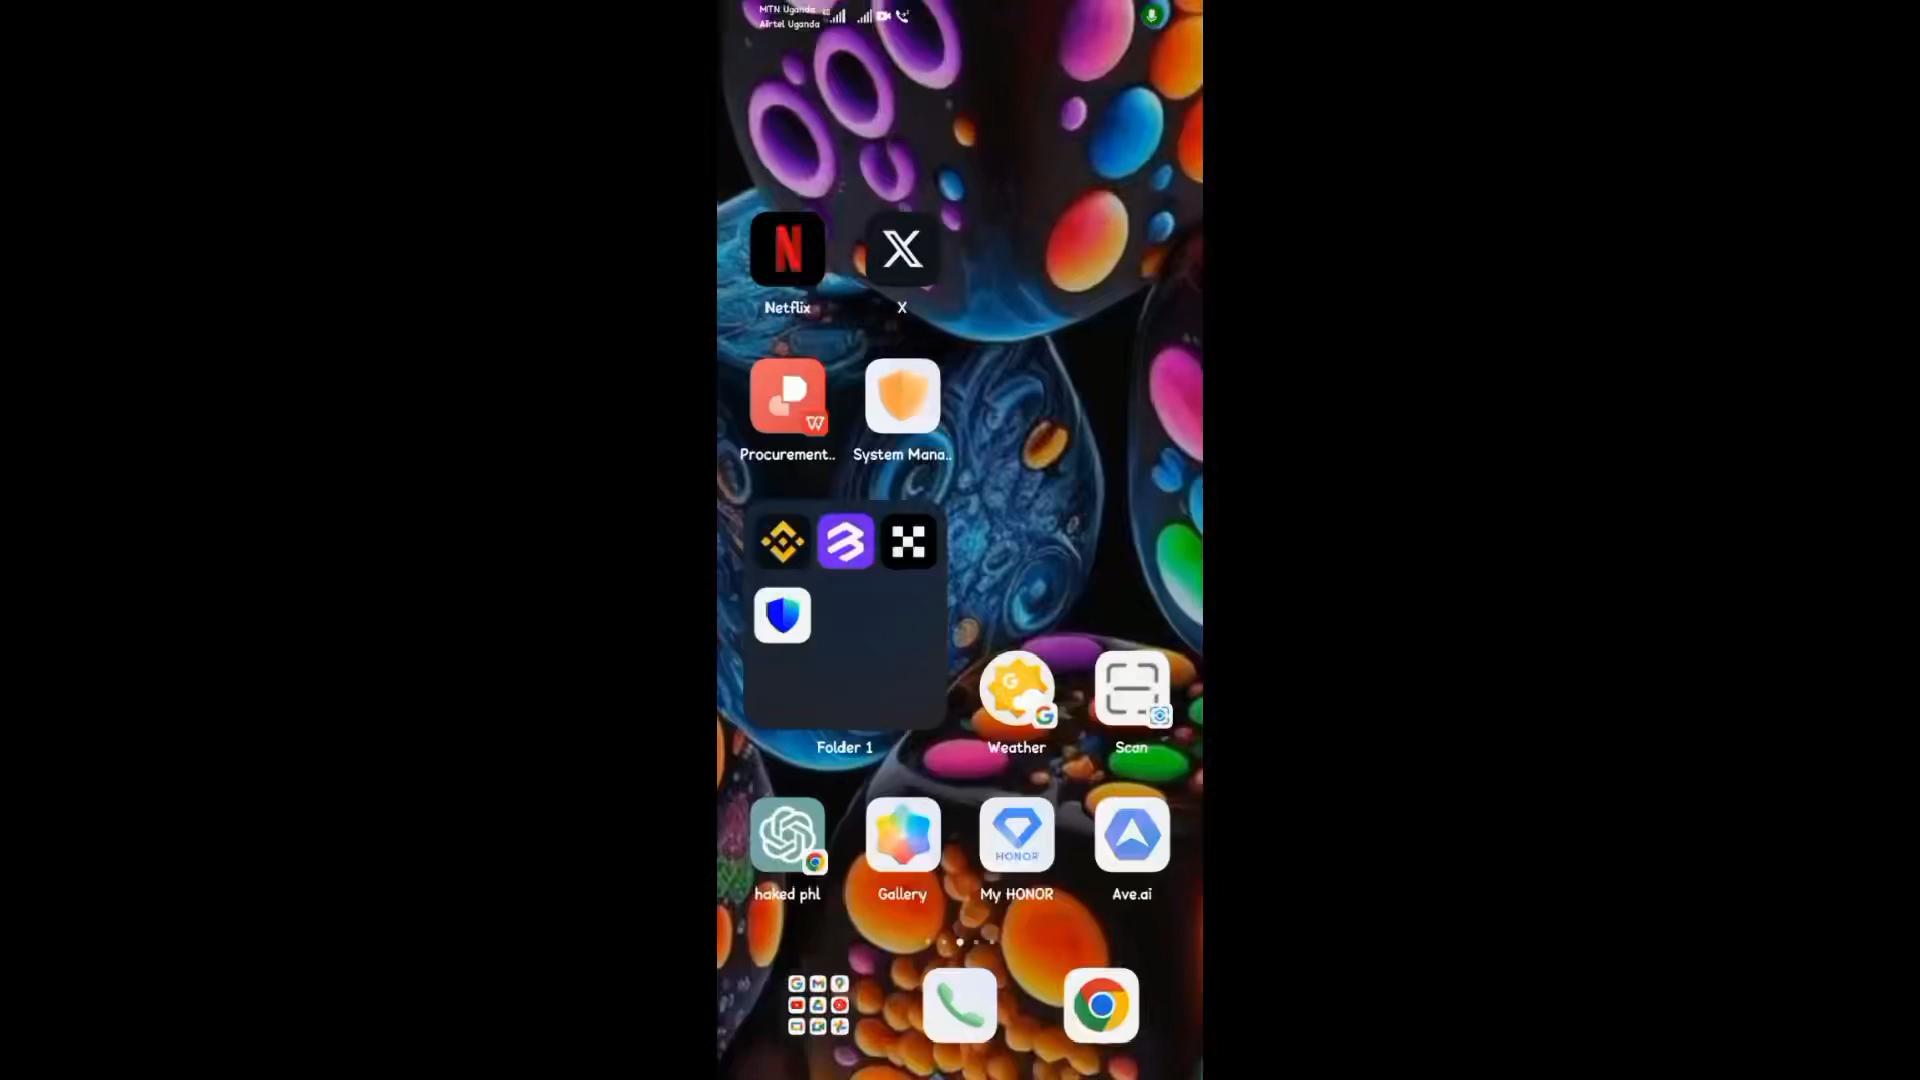 MTN Uganda
Airtel Uganda
Netflix
X
Procurement..
System Mana..
Folder 1
Weather
Scan
HONOR
haked phl
Gallery
My HONOR
Ave.ai